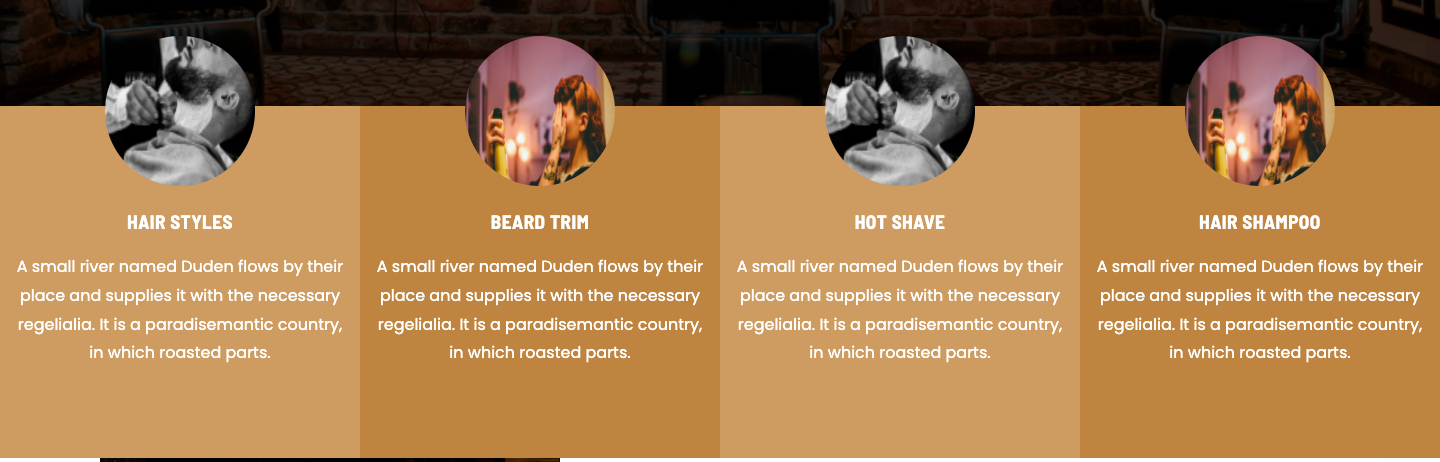 HAIR STYLES
A small river named Duden flows by their
place and supplies it with the necessary
regelialia. It is a paradisemantic country,
in which roasted parts.
BEARD TRIM
A small river named Duden flows by their
place and supplies it with the necessary
regelialia. It is a paradisemantic country,
in which roasted parts.
HOT SHAVE
A small river named Duden flows by their
place and supplies it with the necessary
regelialia. It is a paradisemantic country,
in which roasted parts.
HAIR SHAMPOO
A small river named Duden flows by their
place and supplies it with the necessary
regelialia. It is a paradisemantic country,
in which roasted parts.